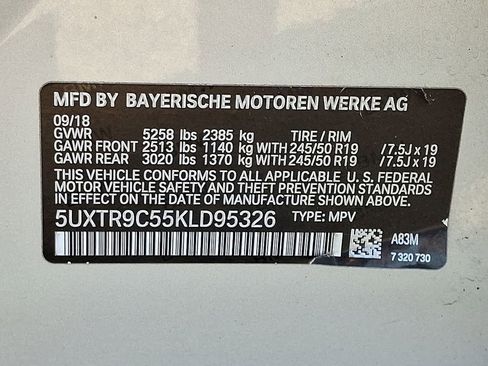 MFD BY BAYERISCHE MOTOREN WERKE AG
09/18
GVWR 5258 lbs 2385 kg TIRE / RIM
GAWR FRONT 2513 lbs 1140 kg WITH 245/50 R19 /7.5J x 19
GAWR REAR 3020 lbs 1370 kg WITH 245/50 R19 /7.5J x 19
THIS VEHICLE CONFORMS TO ALL APPLICABLE U. S. FEDERAL
MOTOR VEHICLE SAFETY AND THEFT PREVENTION STANDARDS
IN EFFECT ON THE DATE OF MANUFACTURE SHOWN ABOVE.
5UXTR9C55KLD95326 TYPE: MPV
A83M
7 320 730